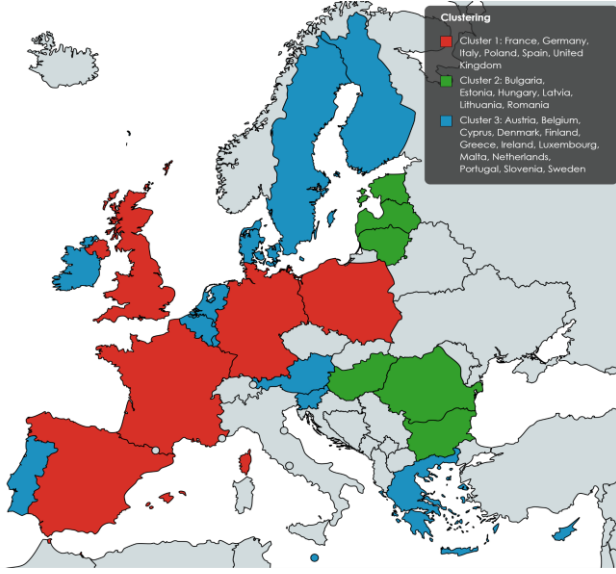 Clustering
Cluster 1: France, Germany,
Italy, Poland, Spain, United
Kingdom
Cluster 2: Bulgaria,
Estonia, Hungary, Latvia,
Lithuania, Romania
Cluster 3: Austria, Belgium,
Cyprus, Denmark, Finland,
Greece, Ireland, Luxembourg,
Malta, Netherlands,
Portugal, Slovenia, Sweden